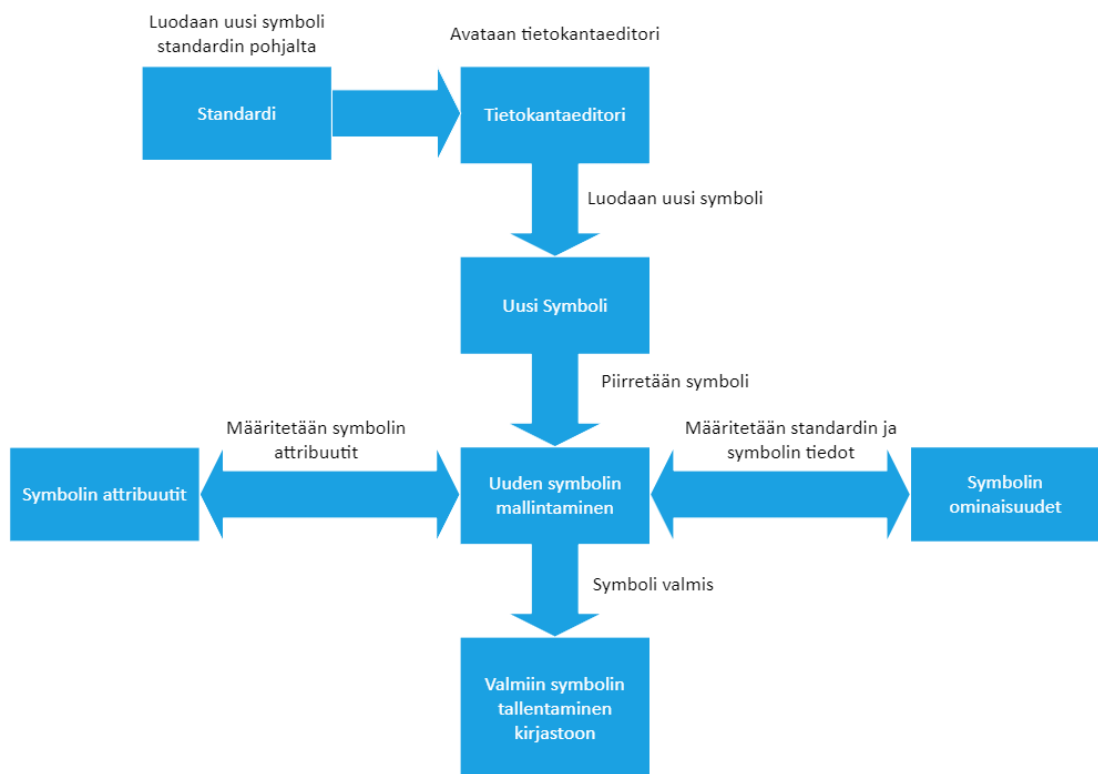 Luodaan uusi symboli
standardin pohjalta
Avataan tietokantaeditori
Standardi
Tietokantaeditori
Luodaan uusi symboli
Uusi Symboli
Piirretään symboli
Määritetään symbolin
attribuutit
Määritetään standardin ja
symbolin tiedot
Symbolin attribuutit
Uuden symbolin
mallintaminen
Symbolin
ominaisuudet
Symboli valmis
Valmiin symbolin
tallentaminen
kirjastoon